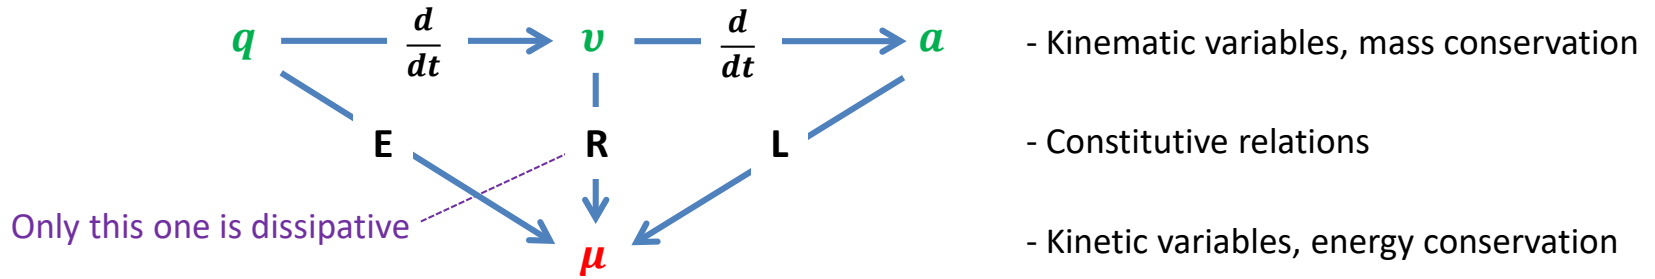 q d/dt υ d/dt a - Kinematic variables, mass conservation
E R L - Constitutive relations
Only this one is dissipative
μ - Kinetic variables, energy conservation